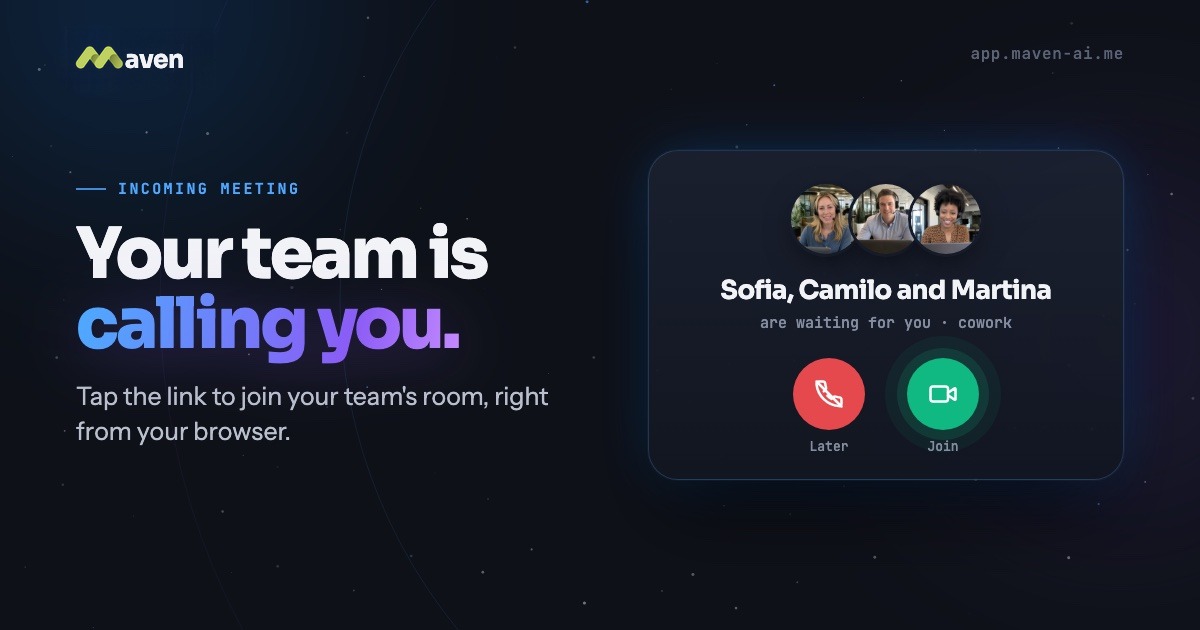 Maven
app.maven-ai.me
INCOMING MEETING
Your team is
calling you.
Tap the link to join your team's room, right
from your browser.
Sofia, Camilo and Martina
are waiting for you · cowork
Later
Join